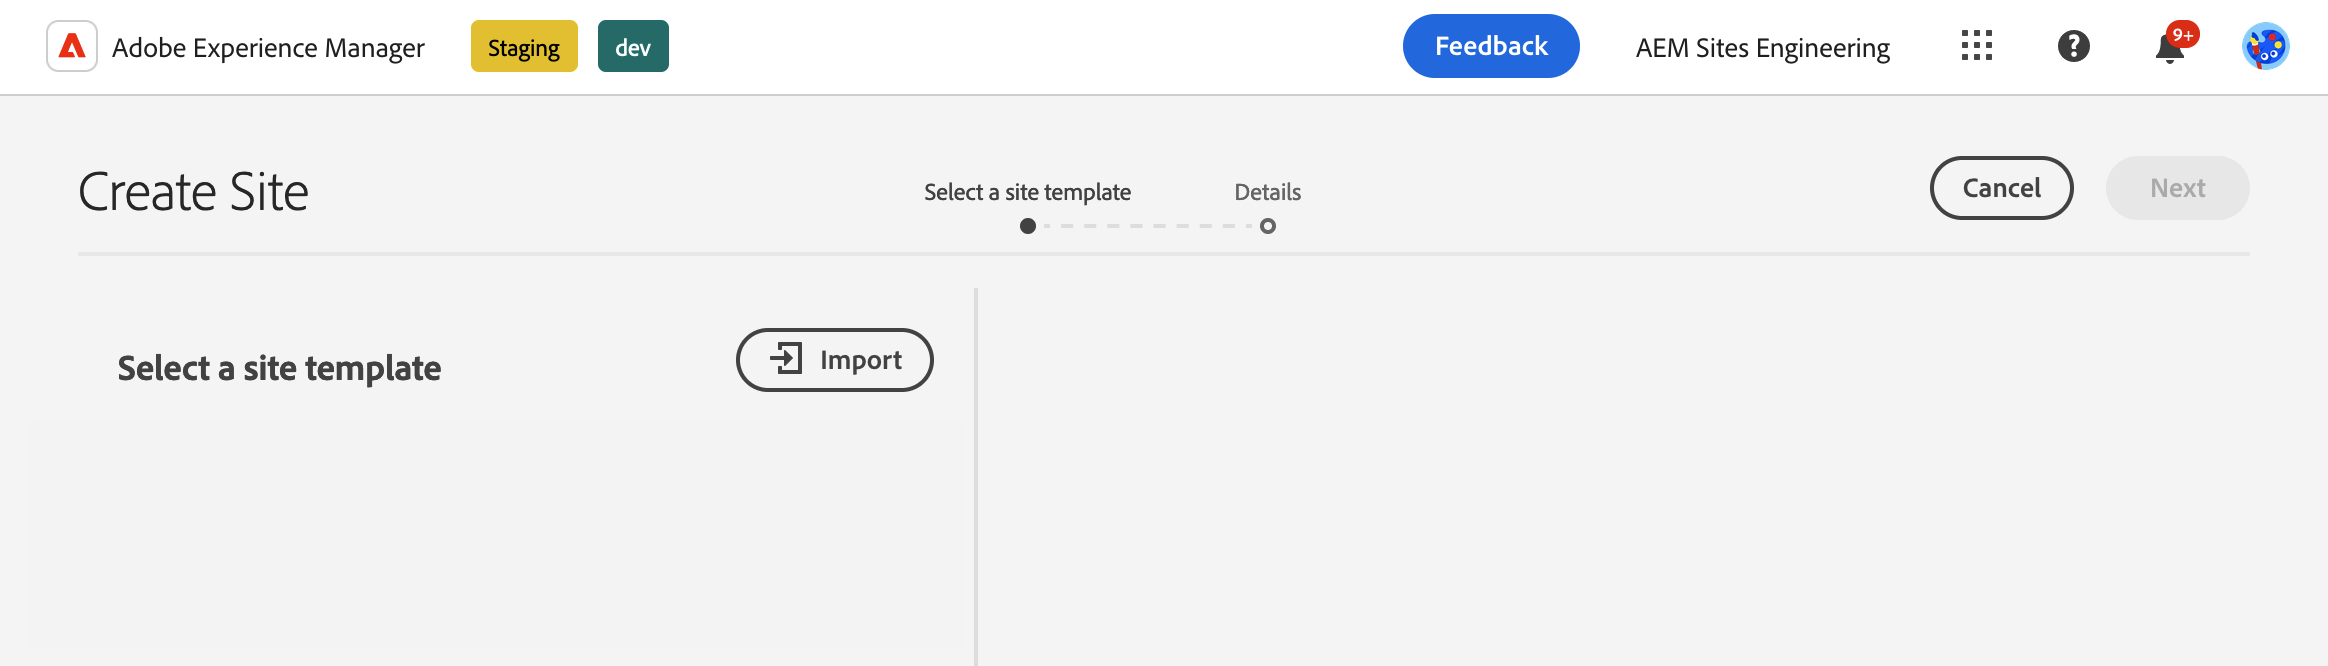 Adobe Experience Manager
Staging
dev
Feedback
AEM Sites Engineering
9+
Create Site
Select a site template
Details
Cancel
Next
Select a site template
Import